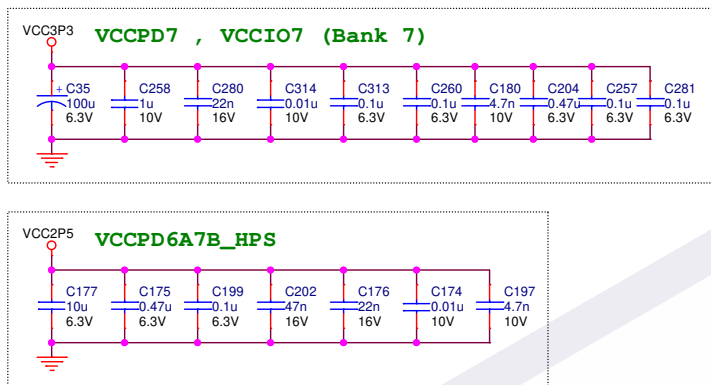 VCC3P3
VCCPD7 , VCCIO7 (Bank 7)
+ C35 C258 C280 C314 C313 C260 C180 C204 C257 C281
100u 1u 22n 0.01u 0.1u 0.1u 4.7n 0.47u 0.1u 0.1u
6.3V 10V 16V 10V 6.3V 6.3V 10V 6.3V 6.3V 6.3V
VCC2P5
VCCPD6A7B_HPS
C177 C175 C199 C202 C176 C174 C197
10u 0.47u 0.1u 47n 22n 0.01u 4.7n
6.3V 6.3V 6.3V 16V 16V 10V 10V